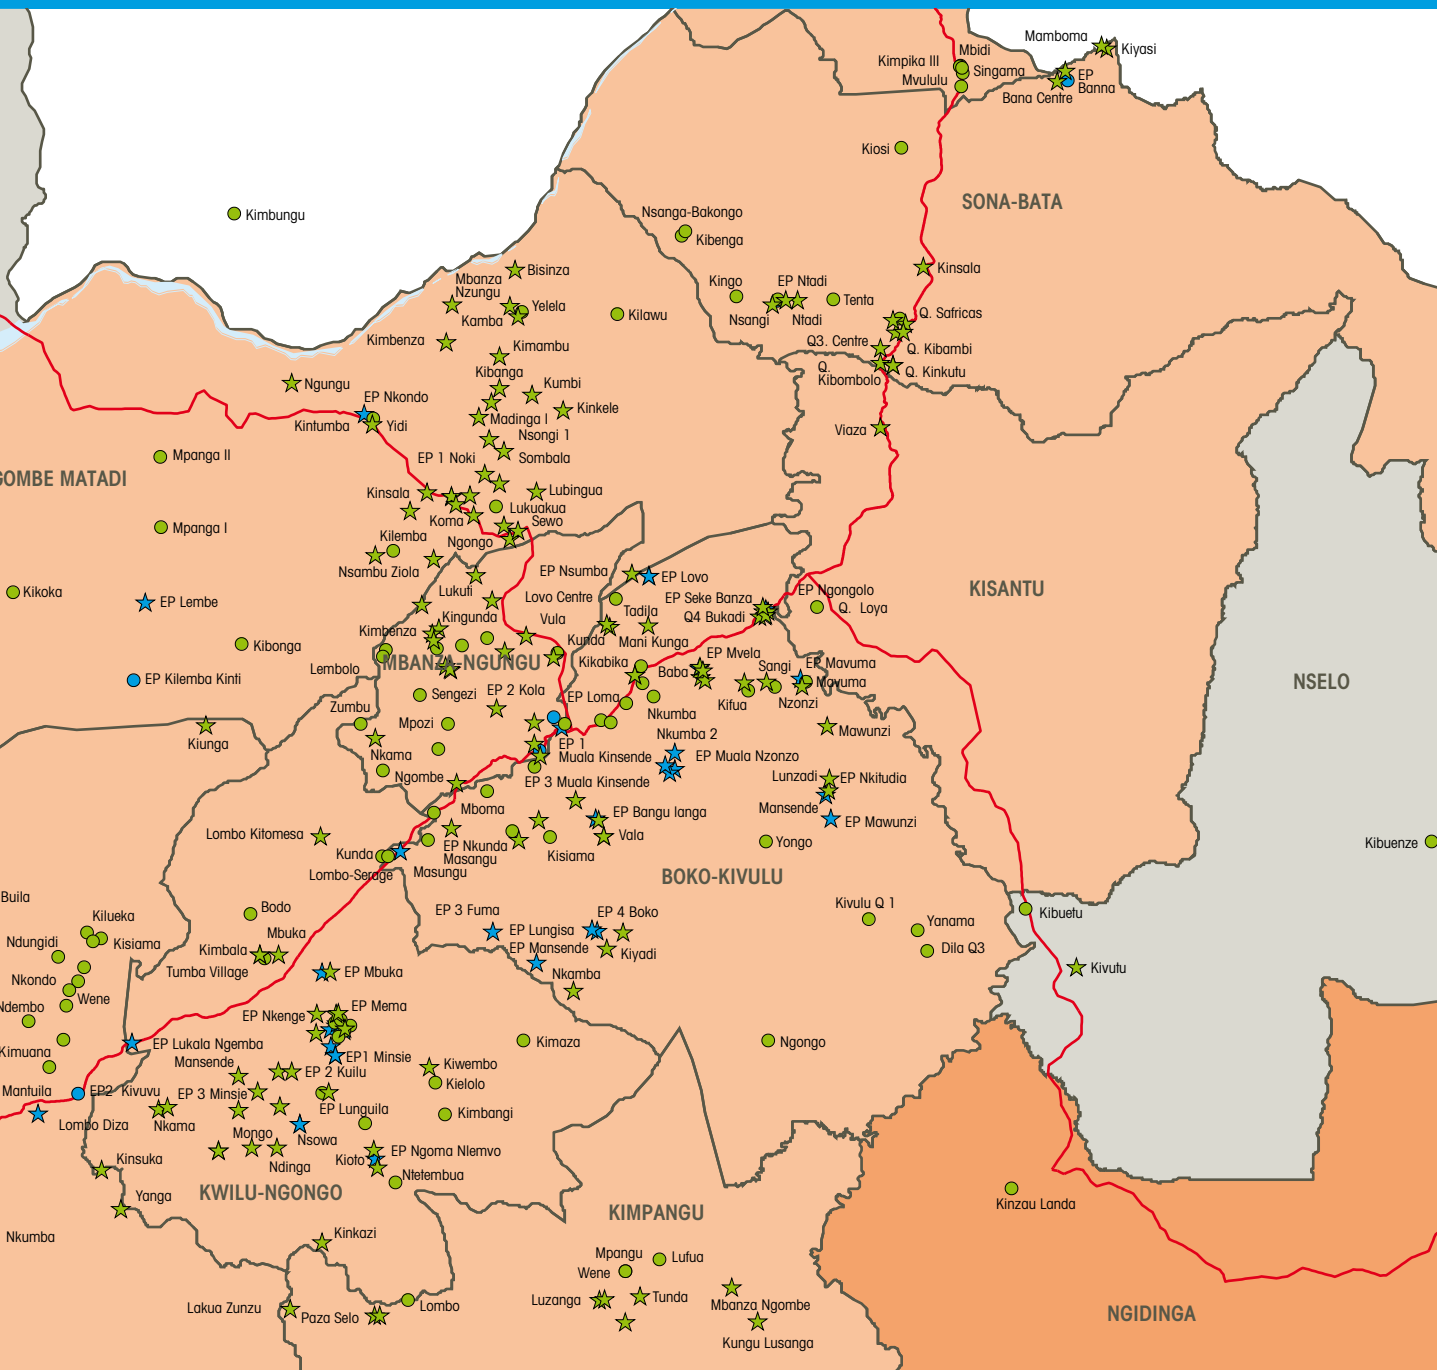 Mamboma
Kiyasi
Mbidi
Kimpika III
Singama
Mvululu
EP
Banna
Bana Centre
Kiosi
SONA-BATA
Kimbungu
Nsanga-Bakongo
Kibenga
Bisinza
Kinsala
Mbanza
Nzungu
Yelela
Kamba
Kilawu
Kingo
EP Ntadi
Tenta
Nsangi
Ntadi
Q. Safricas
Kimbenza
Kimambu
Q3. Centre
Q. Kibambi
Kibanga
Q.
Kibombolo
Q. Kinkutu
Ngungu
Kumbi
EP Nkondo
Kinkele
Kintumba
Yidi
Madinga I
Nsongi 1
Viaza
Mpanga II
EP 1 Noki
Sombala
GOMBE MATADI
Kinsala
Lubingua
Lukuakua
Koma
Sewo
Mpanga I
Kilemba
Ngongo
Nsambu Ziola
EP Nsumba
EP Lovo
Kikoka
EP Lembe
Lukuti
Lovo Centre
EP Seke Banza
EP Ngongolo
KISANTU
Kingunda
Vula
Tadila
Q4 Bukadi
Q. Loya
Kimbenza
Kunda
Mani Kunga
Kibonga
Lembolo
MBANZA-NGUNGU
Kikabika
Baba
EP Mvela
Sangi
EP Mavuma
Mavuma
EP Kilemba Kinti
Sengezi
EP 2 Kola
EP Loma
Kifua
Nzonzi
NSELO
Zumbu
Mpozi
Nkumba
Kiunga
Nkama
EP 1
Nkumba 2
Mawunzi
Muala Kinsende
EP Muala Nzonzo
Ngombe
EP 3 Muala Kinsende
Lunzadi
EP Nkitudia
Mboma
EP Bangu Ianga
Mansende
EP Mawunzi
Lombo Kitomesa
Vala
Kunda
EP Nkunda
Masangu
Kisiama
Yongo
Kibuenze
Lombo-Serage
Masungu
BOKO-KIVULU
Buila
Kilueka
Bodo
EP 3 Fuma
EP 4 Boko
Kivulu Q 1
Kibuetu
Ndungidi
Kisiama
Mbuka
EP Lungisa
Yanama
Kimbala
EP Mansende
Kiyadi
Dila Q3
Nkondo
Tumba Village
EP Mbuka
Nkamba
Kivutu
Wene
Ndembo
EP Nkenge
EP Mema
Kimuana
EP Lukala Ngemba
Kimaza
Ngongo
Mansende
EP1 Minsie
Kiwembo
EP 2 Kuilu
Kielolo
Mantuila
EP2 Kivuvu
EP 3 Minsie
EP Lunguila
Kimbangi
Lombo Diza
Nkama
Mongo
Nsowa
Kinsuka
Ndinga
Kioto
EP Ngoma Nlemvo
Ntetembua
Yanga
KWILU-NGONGO
Kinzau Landa
KIMPANGU
Nkumba
Kinkazi
Mpangu
Lufua
Wene
Lakua Zunzu
Paza Selo
Lombo
Luzanga
Tunda
Mbanza Ngombe
NGIDINGA
Kungu Lusanga